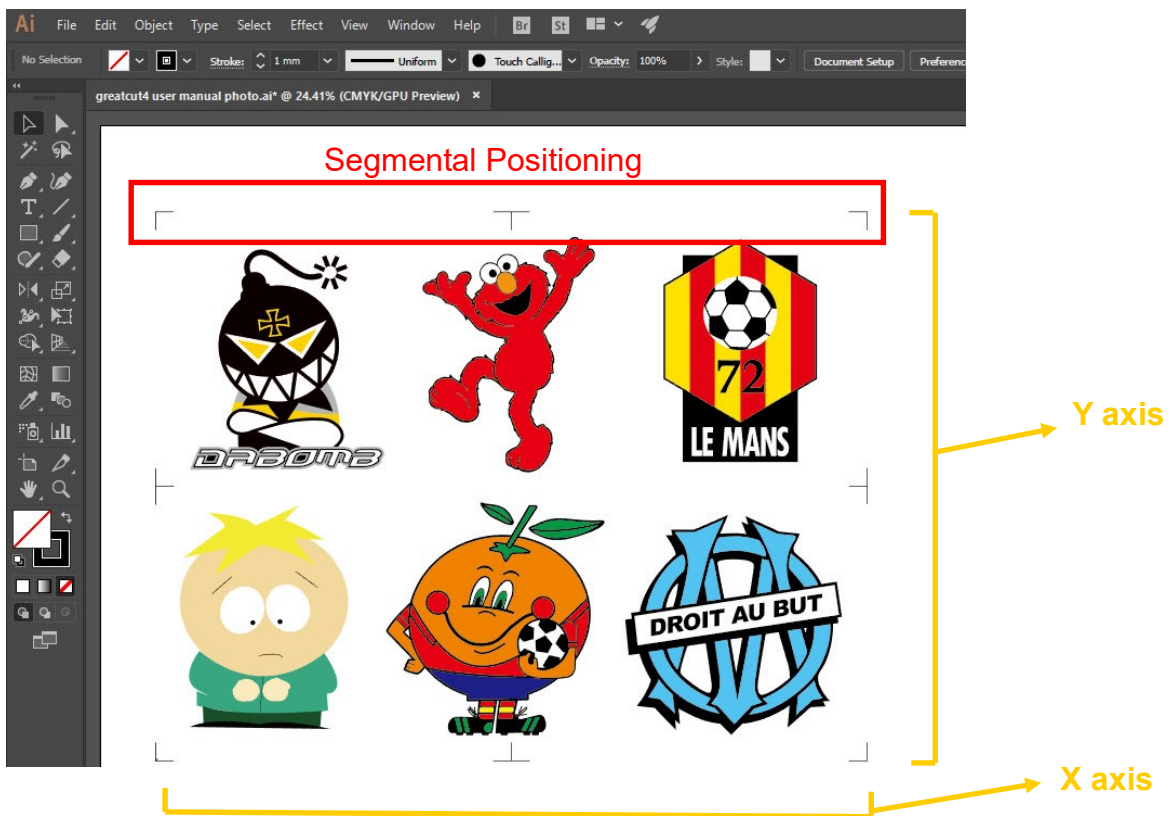 Ai File Edit Object Type Select Effect View Window Help Br St
No Selection Stroke: 1 mm Uniform Touch Callig... Opacity: 100% Style: Document Setup Preferenc
greatcut4 user manual photo.ai* @ 24.41% (CMYK/GPU Preview) ×
Segmental Positioning
72
LE MANS
DABOMB
Y axis
DROIT AU BUT
X axis